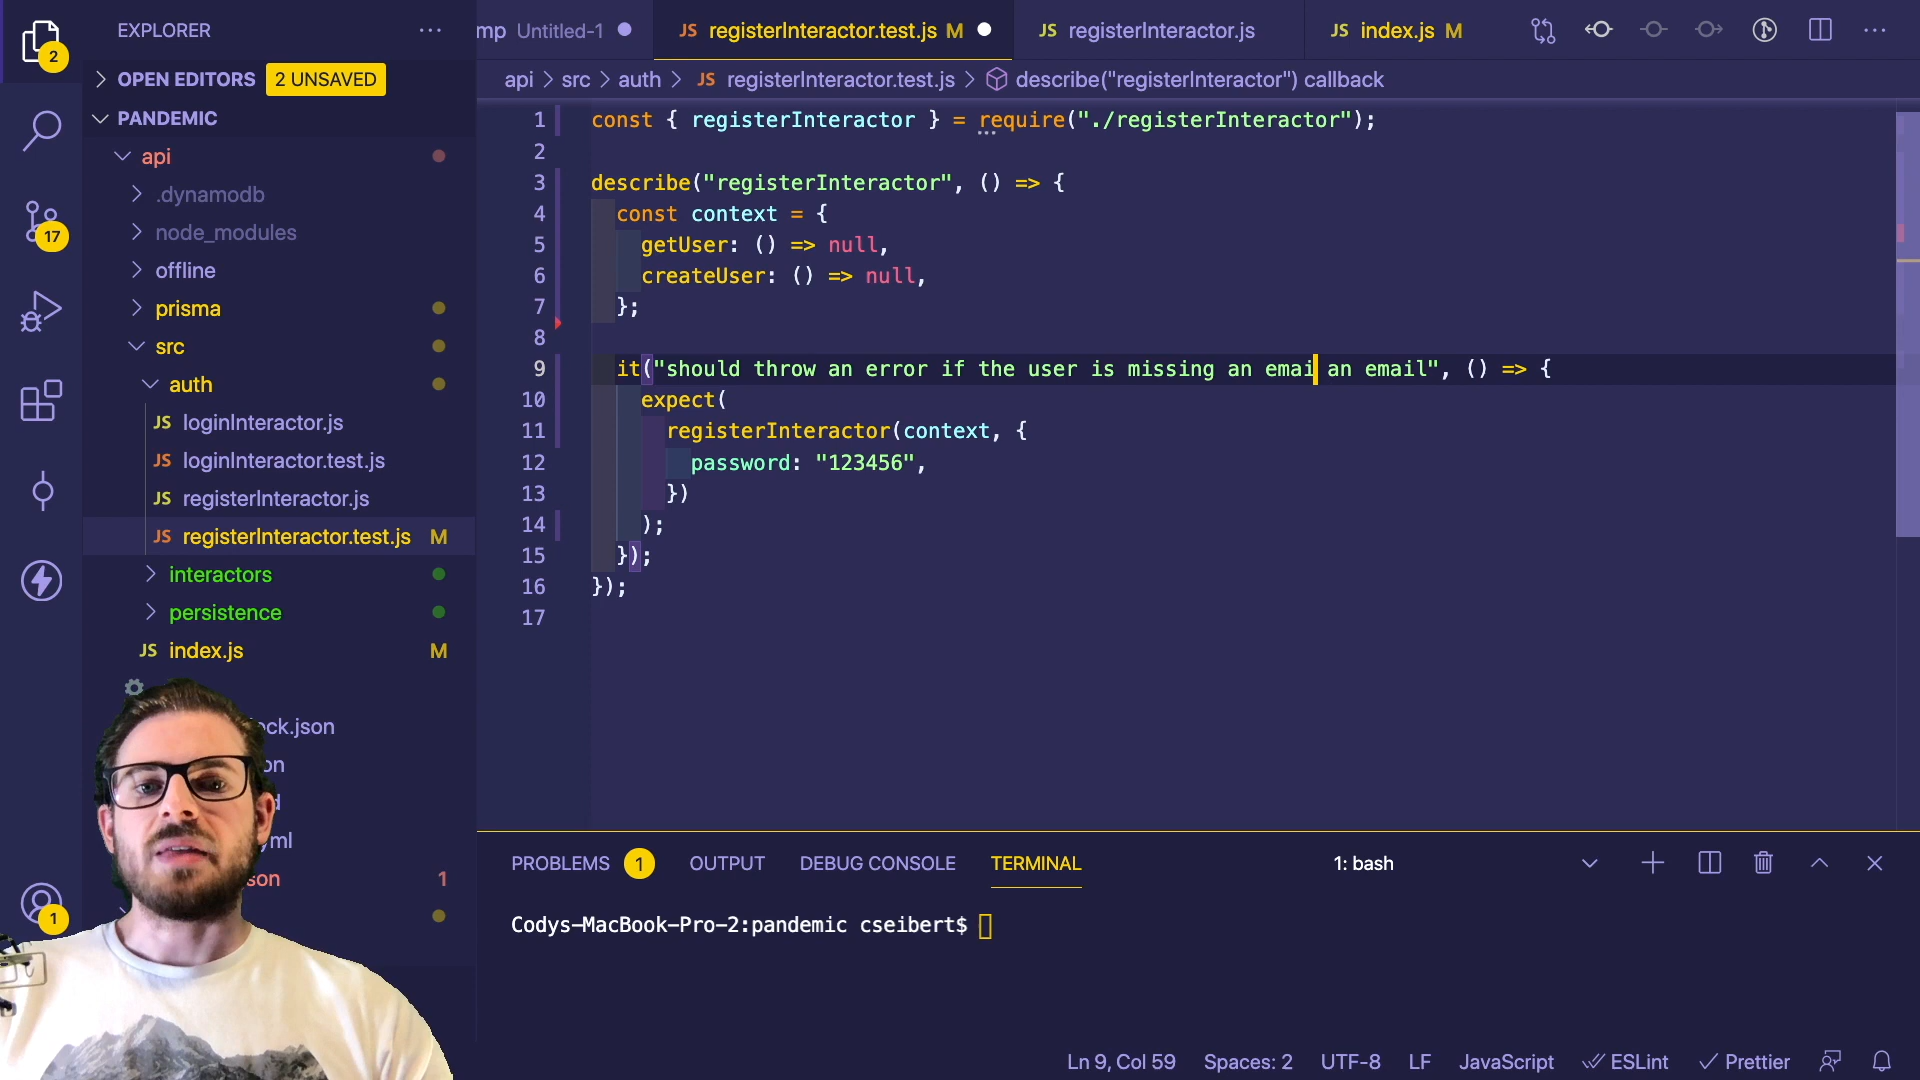 2
17
1
EXPLORER
OPEN EDITORS 2 UNSAVED
PANDEMIC
api
.dynamodb
node_modules
offline
prisma
src
auth
JS loginInteractor.js
JS loginInteractor.test.js
JS registerInteractor.js
JS registerInteractor.test.js M
interactors
persistence
JS index.js M
ock.json
on
yml
son 1
mp Untitled-1
JS registerInteractor.test.js M
JS registerInteractor.js
JS index.js M
api > src > auth > JS registerInteractor.test.js > describe("registerInteractor") callback
1 const { registerInteractor } = require("./registerInteractor");
2
3 describe("registerInteractor", () => {
4 const context = {
5 getUser: () => null,
6 createUser: () => null,
7 };
8
9 it("should throw an error if the user is missing an emai an email", () => {
10 expect(
11 registerInteractor(context, {
12 password: "123456",
13 })
14 );
15 });
16 });
17
PROBLEMS 1 OUTPUT DEBUG CONSOLE TERMINAL 1: bash
Codys-MacBook-Pro-2:pandemic cseibert$
Ln 9, Col 59 Spaces: 2 UTF-8 LF JavaScript ESLint Prettier